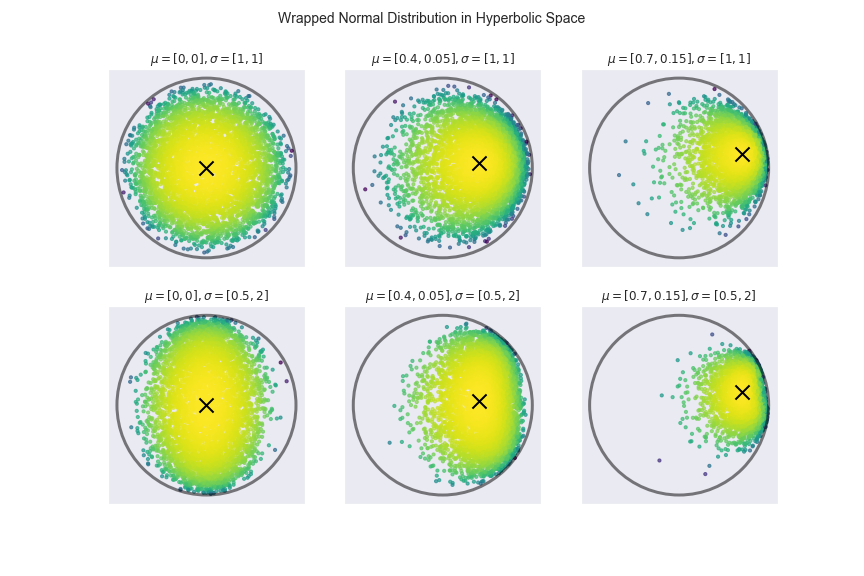 Wrapped Normal Distribution in Hyperbolic Space
μ = [0, 0], σ = [1, 1]
μ = [0.4, 0.05], σ = [1, 1]
μ = [0.7, 0.15], σ = [1, 1]
μ = [0, 0], σ = [0.5, 2]
μ = [0.4, 0.05], σ = [0.5, 2]
μ = [0.7, 0.15], σ = [0.5, 2]